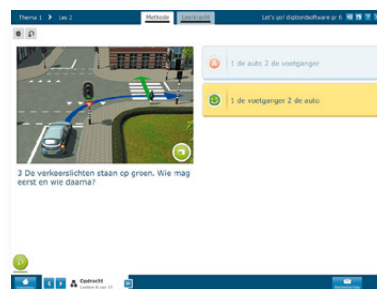 Thema 1 > Les 2
Methode
Leerkracht
Let's go! digibordsoftware gr 6
1 de auto 2 de voetganger
1 de voetganger 2 de auto
3 De verkeerslichten staan op groen. Wie mag
eerst en wie daarna?
Opdracht